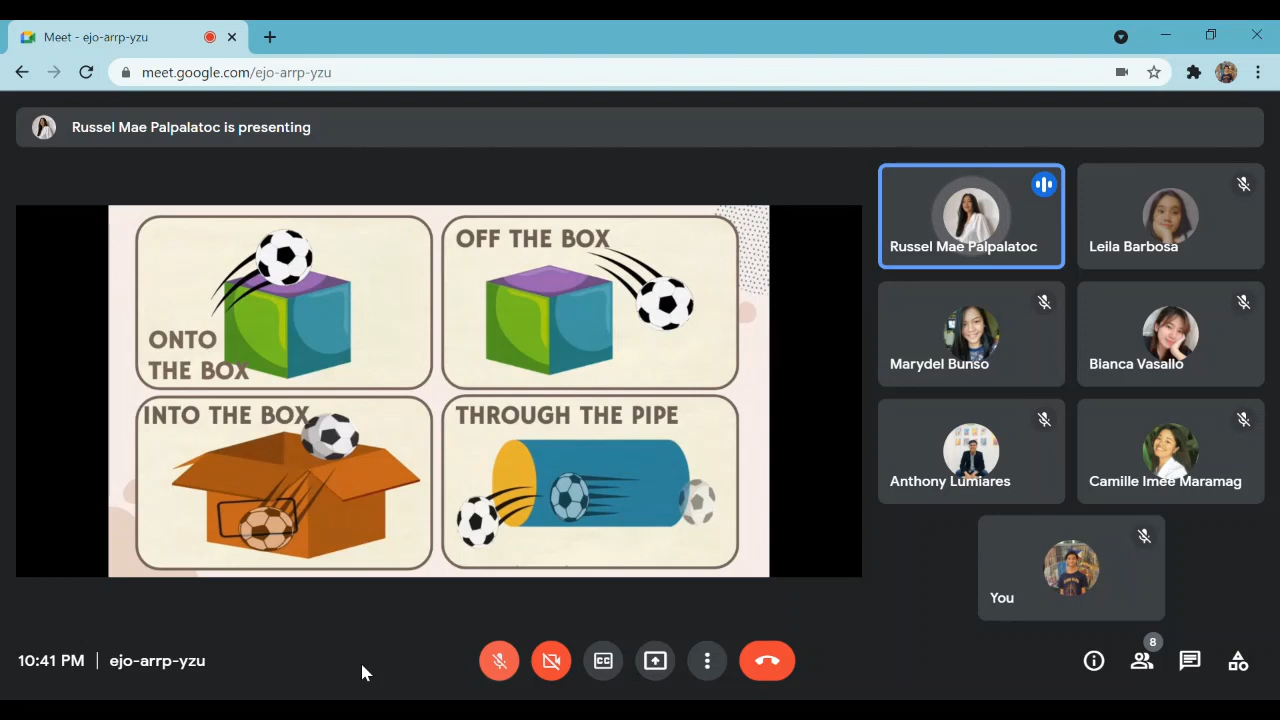 Meet - ejo-arrp-yzu
meet.google.com/ejo-arrp-yzu
Russel Mae Palpalatoc is presenting
ONTO
THE BOX
OFF THE BOX
INTO THE BOX
THROUGH THE PIPE
Russel Mae Palpalatoc
Leila Barbosa
Marydel Bunso
Bianca Vasallo
Anthony Lumiares
Camille Imee Maramag
You
10:41 PM | ejo-arrp-yzu
CC
8